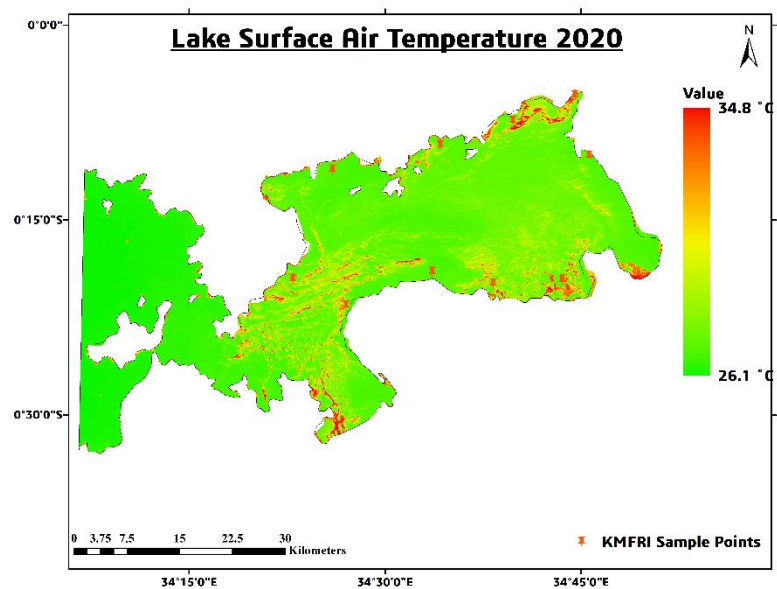 0°0'0"
Lake Surface Air Temperature 2020
N
Value
34.8 °C
0°15'0"S
26.1 °C
0°30'0"S
0 3.75 7.5 15 22.5 30
Kilometers
KMFRI Sample Points
34°15'0"E 34°30'0"E 34°45'0"E